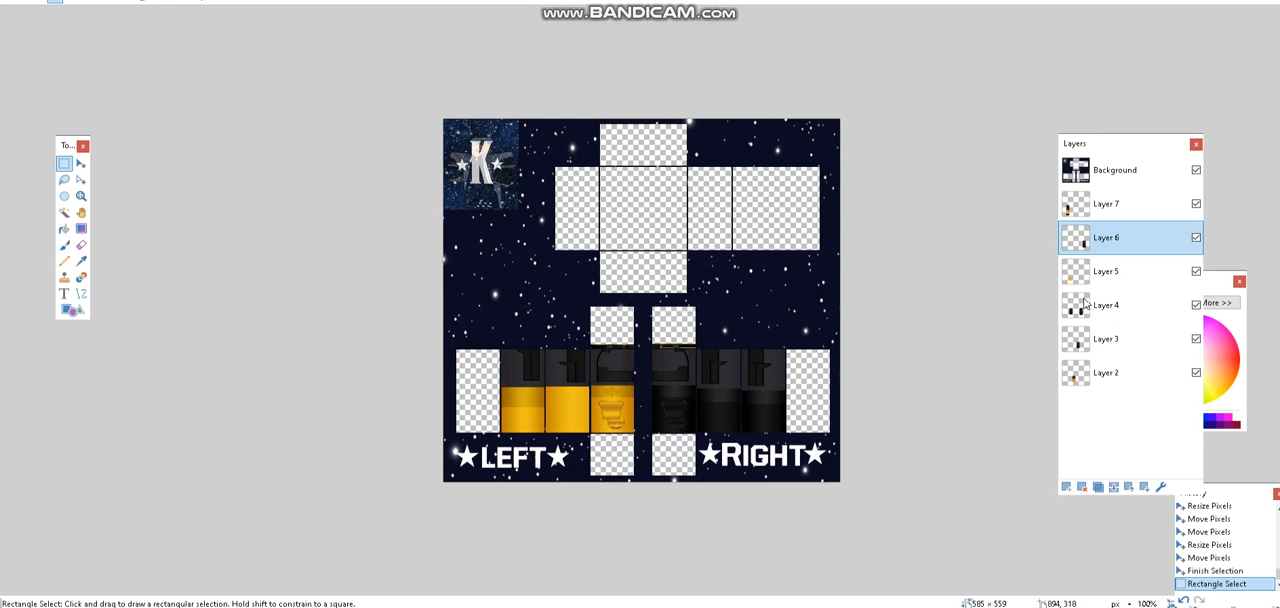 WWW.BANDICAM.COM
To...
Layers
K
Background
Layer 7
Layer 6
Layer 5
More >>
Layer 4
Layer 3
Layer 2
★LEFT★
★RIGHT★
History
Resize Pixels
Move Pixels
Move Pixels
Resize Pixels
Move Pixels
Finish Selection
Rectangle Select
Rectangle Select: Click and drag to draw a rectangular selection. Hold shift to constrain to a square.
585 × 559
894, 318
px
100%